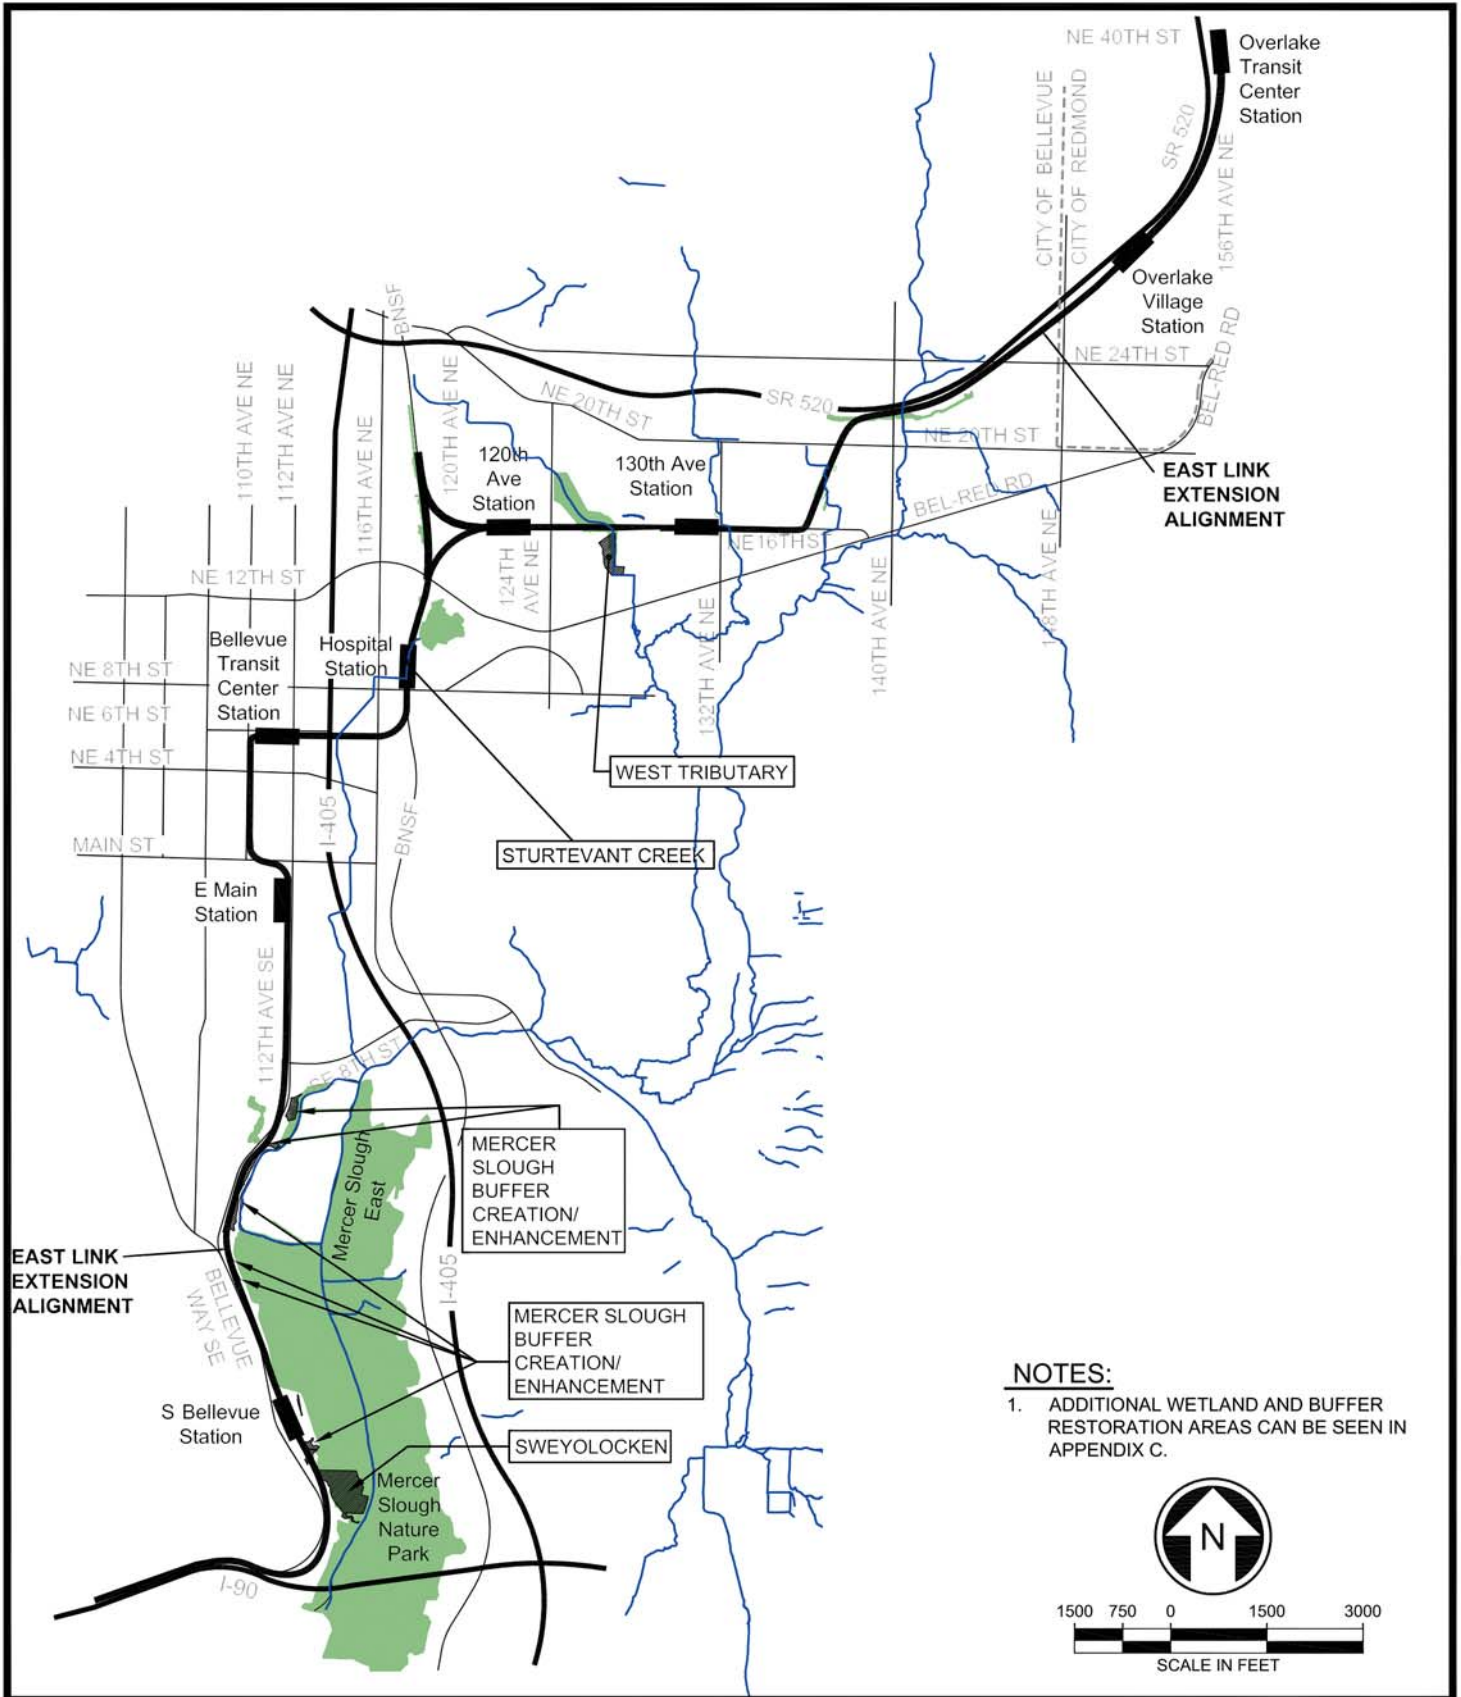 NE 40TH ST
Overlake
Transit
Center
Station
CITY OF BELLEVUE
CITY OF REDMOND
SR 520
156TH AVE NE
Overlake
Village
Station
BNSF
NE 24TH ST
BEL-RED RD
110TH AVE NE
112TH AVE NE
116TH AVE NE
120TH AVE NE
NE 20TH ST
SR 520
NE 20TH ST
120th
Ave
Station
130th Ave
Station
EAST LINK
EXTENSION
ALIGNMENT
BEL-RED RD
NE16THST
124TH
AVE NE
NE 12TH ST
132TH AVE NE
140TH AVE NE
148TH AVE NE
Bellevue
Transit
Center
Station
Hospital
Station
NE 8TH ST
NE 6TH ST
NE 4TH ST
WEST TRIBUTARY
I-405
BNSF
MAIN ST
STURTEVANT CREEK
E Main
Station
112TH AVE SE
SE 8TH ST
Mercer Slough
East
MERCER
SLOUGH
BUFFER
CREATION/
ENHANCEMENT
EAST LINK
EXTENSION
ALIGNMENT
BELLEVUE
WAY SE
I-405
MERCER SLOUGH
BUFFER
CREATION/
ENHANCEMENT
S Bellevue
Station
SWEYOLOCKEN
Mercer
Slough
Nature
Park
I-90
NOTES:
1. ADDITIONAL WETLAND AND BUFFER
RESTORATION AREAS CAN BE SEEN IN
APPENDIX C.
N
1500 750 0 1500 3000
SCALE IN FEET